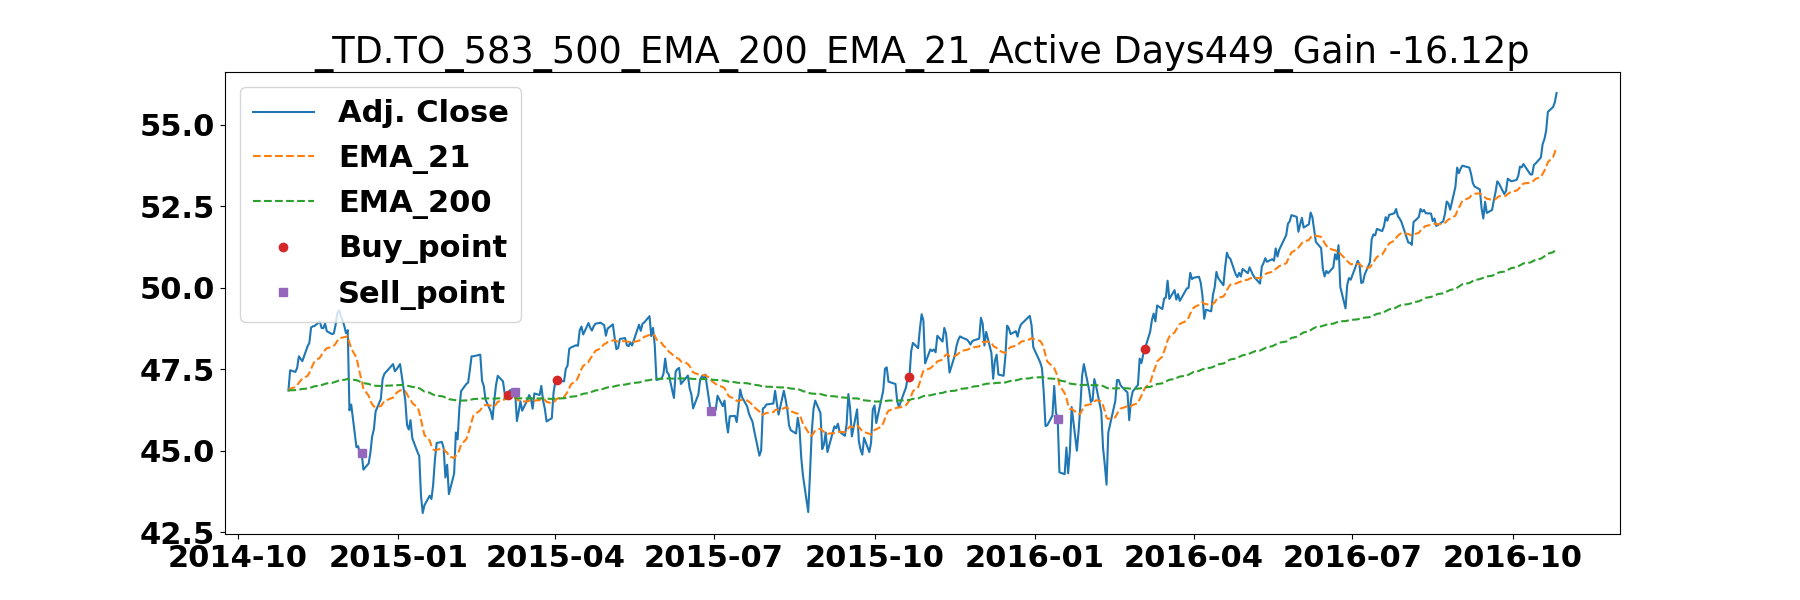 _TD.TO_583_500_EMA_200_EMA_21_Active Days449_Gain -16.12p
Adj. Close
EMA_21
EMA_200
Buy_point
Sell_point
55.0
52.5
50.0
47.5
45.0
42.5
2014-10 2015-01 2015-04 2015-07 2015-10 2016-01 2016-04 2016-07 2016-10